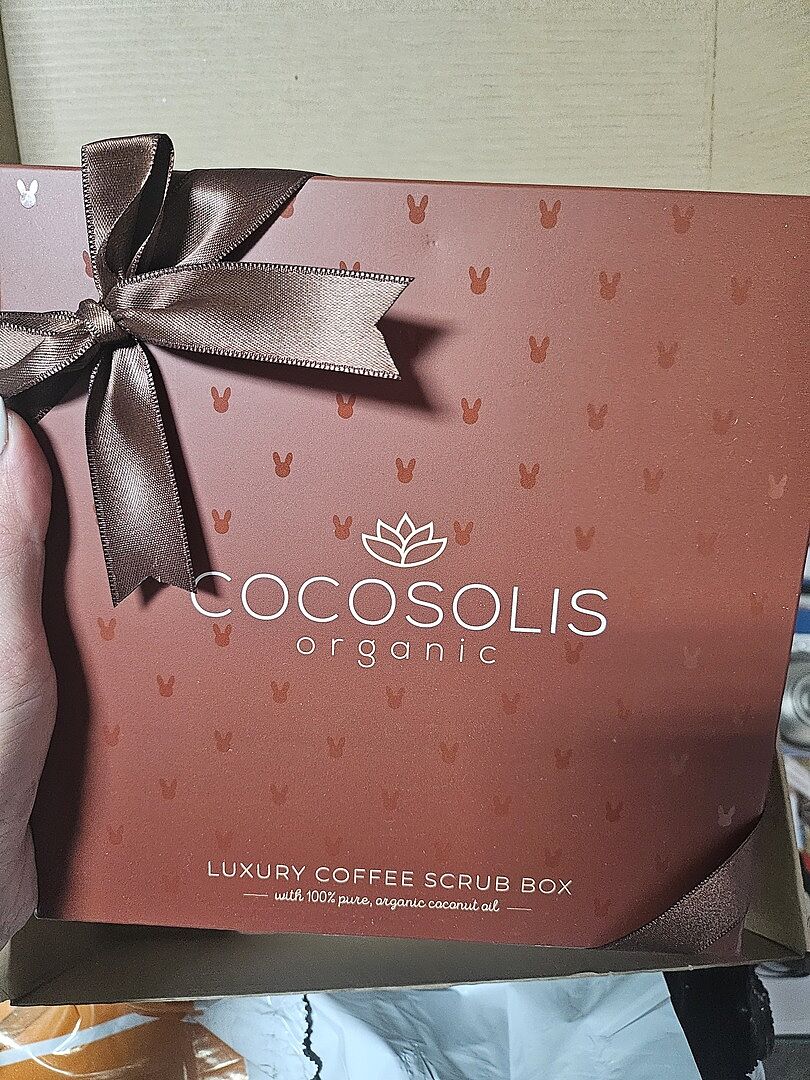 COCOSOLIS
organic
LUXURY COFFEE SCRUB BOX
with 100% pure, organic coconut oil